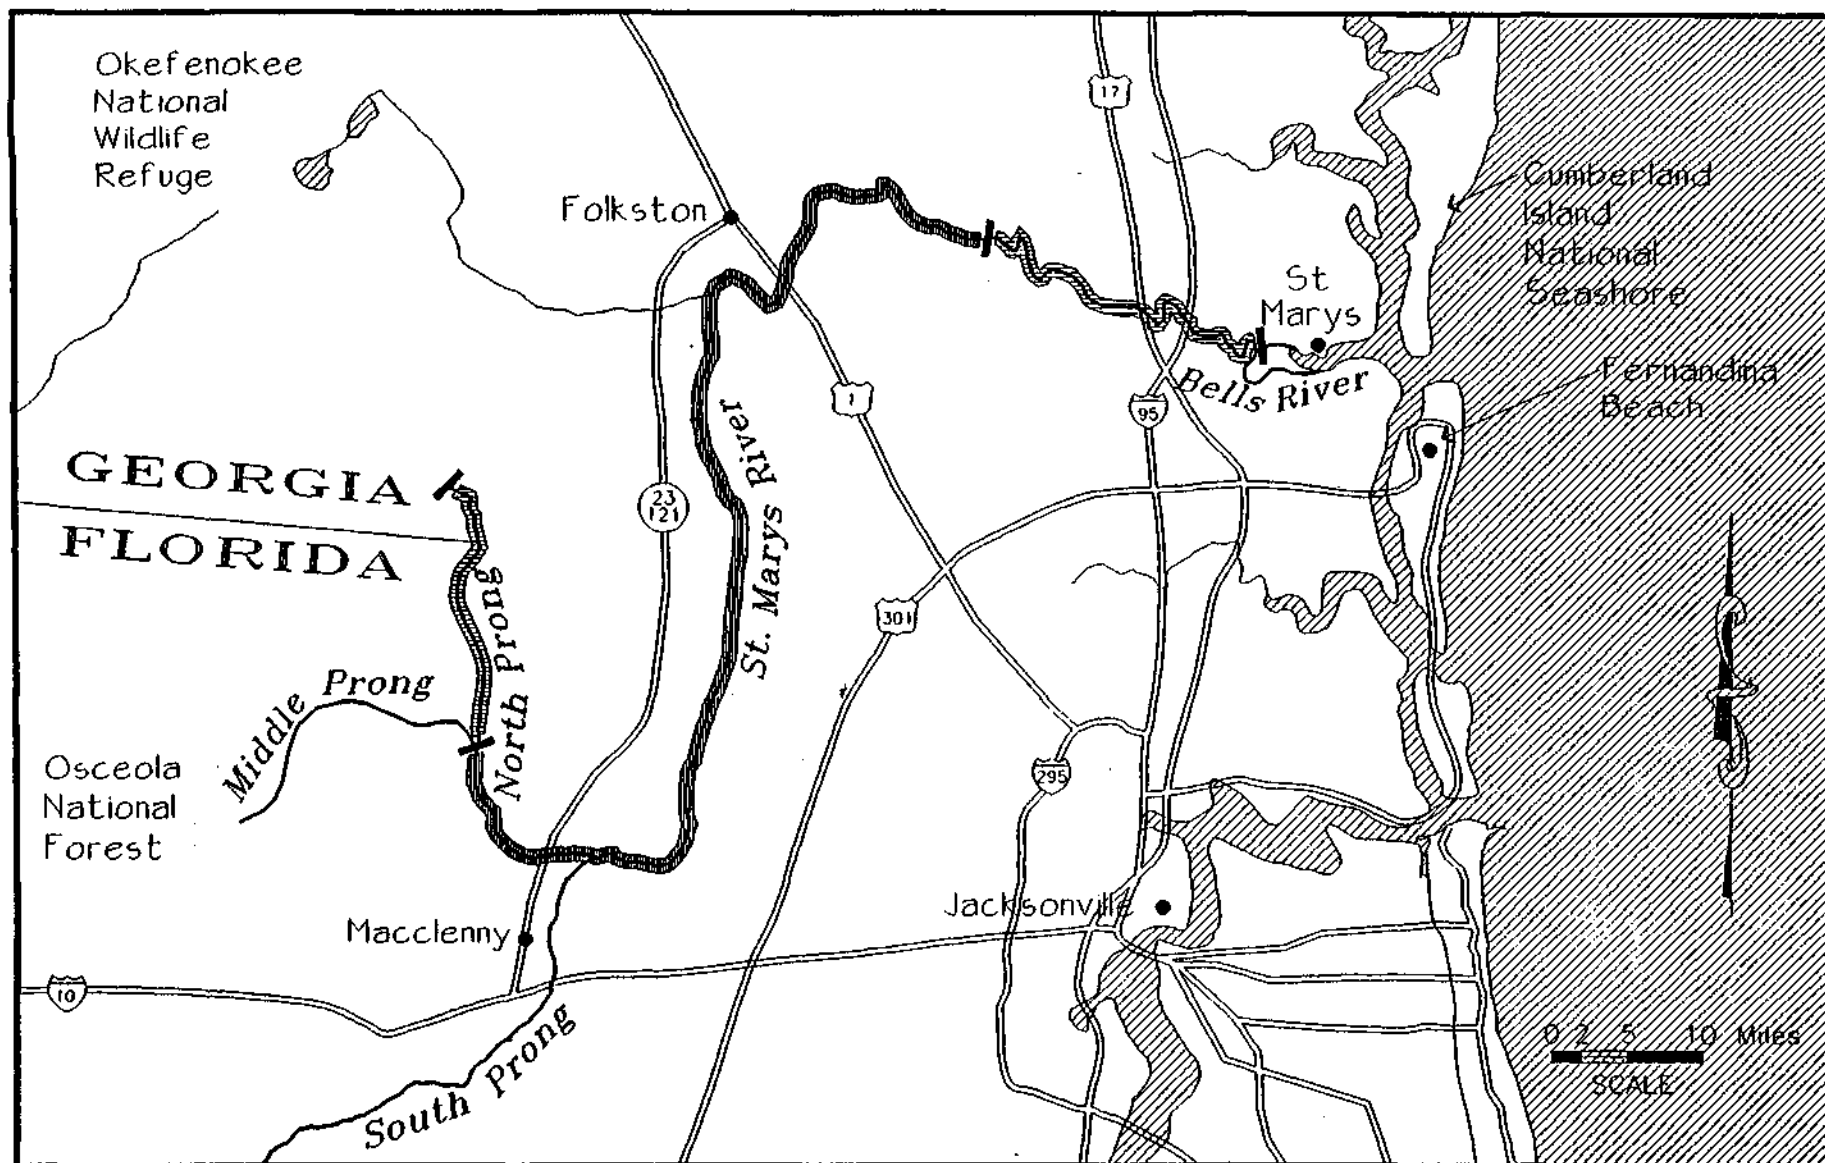 Okefenokee
National
Wildlife
Refuge
17
Folkston
Cumberland
Island
National
Seashore
St
Marys
Bells River
Fernandina
Beach
1
95
GEORGIA
FLORIDA
23
121
St. Marys River
301
North Prong
Middle Prong
Osceola
National
Forest
295
Jacksonville
Macclenny
10
South Prong
0 2 5 10 Miles
SCALE